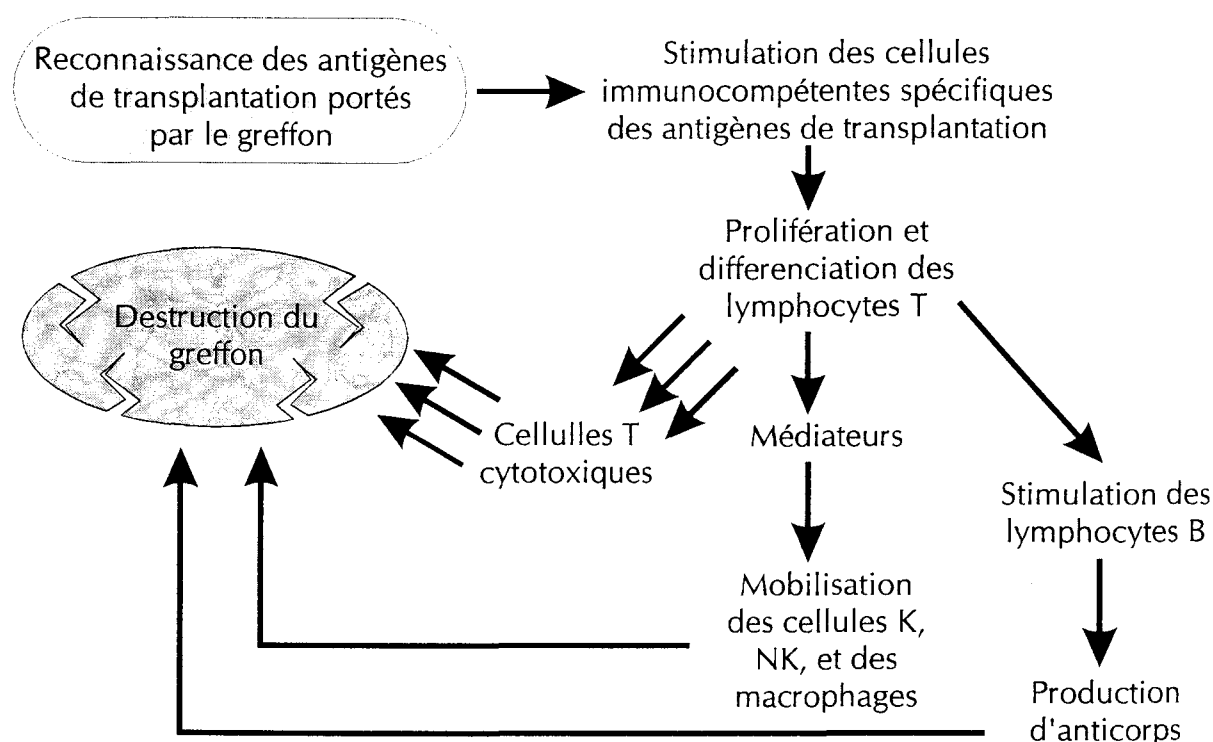 Reconnaissance des antigènes
de transplantation portés
par le greffon
Stimulation des cellules
immunocompétentes spécifiques
des antigènes de transplantation
Prolifération et
differenciation des
lymphocytes T
Destruction du
greffon
Cellulles T
cytotoxiques
Médiateurs
Stimulation des
lymphocytes B
Mobilisation
des cellules K,
NK, et des
macrophages
Production
d'anticorps